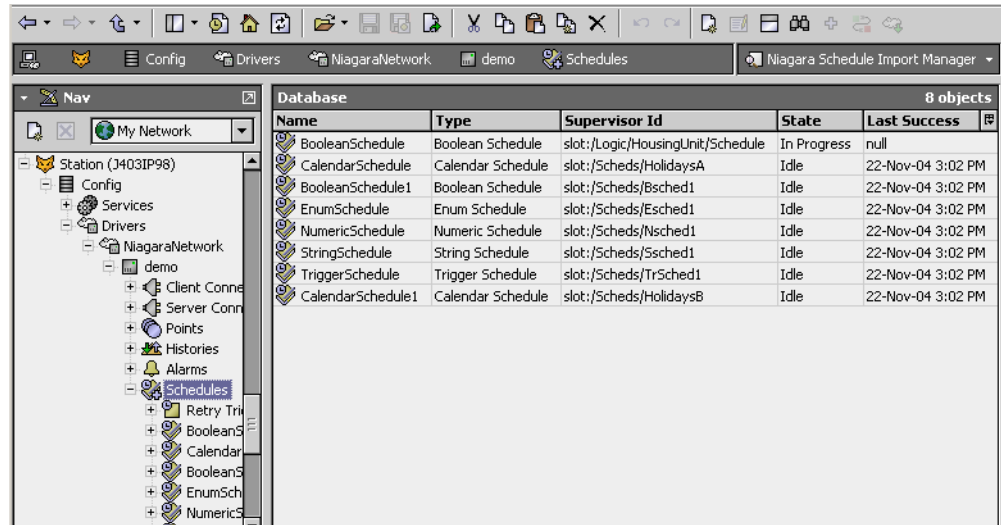 Config Drivers NiagaraNetwork demo Schedules Niagara Schedule Import Manager
Nav
My Network
Station (J403IP98)
Config
Services
Drivers
NiagaraNetwork
demo
Client Conne
Server Conn
Points
Histories
Alarms
Schedules
Retry Tri
BooleanS
Calendar
BooleanS
EnumSch
NumericS
Database 8 objects
Name Type Supervisor Id State Last Success
BooleanSchedule Boolean Schedule slot:/Logic/HousingUnit/Schedule In Progress null
CalendarSchedule Calendar Schedule slot:/Scheds/HolidaysA Idle 22-Nov-04 3:02 PM
BooleanSchedule1 Boolean Schedule slot:/Scheds/Bsched1 Idle 22-Nov-04 3:02 PM
EnumSchedule Enum Schedule slot:/Scheds/Esched1 Idle 22-Nov-04 3:02 PM
NumericSchedule Numeric Schedule slot:/Scheds/Nsched1 Idle 22-Nov-04 3:02 PM
StringSchedule String Schedule slot:/Scheds/Ssched1 Idle 22-Nov-04 3:02 PM
TriggerSchedule Trigger Schedule slot:/Scheds/TrSched1 Idle 22-Nov-04 3:02 PM
CalendarSchedule1 Calendar Schedule slot:/Scheds/HolidaysB Idle 22-Nov-04 3:02 PM